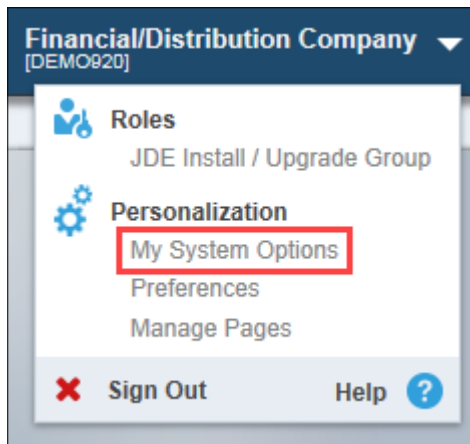 Financial/Distribution Company
[DEMO920]
Roles
JDE Install / Upgrade Group
Personalization
My System Options
Preferences
Manage Pages
Sign Out Help ?